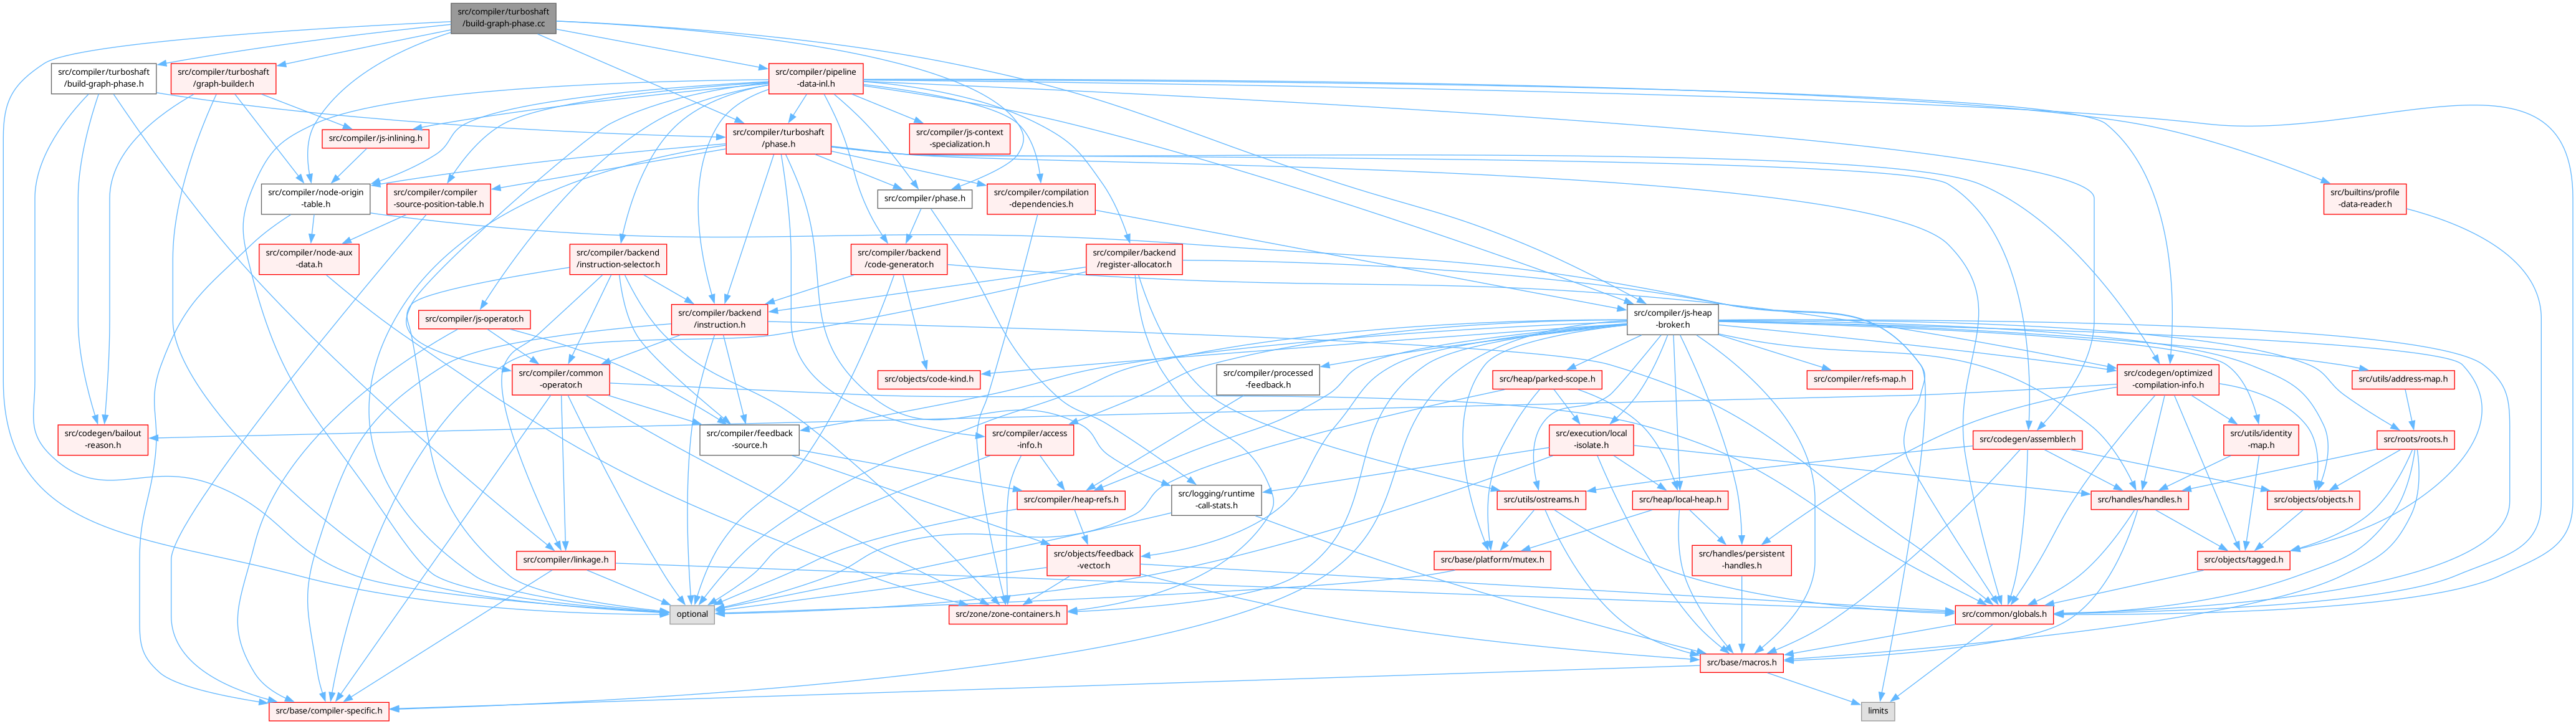 src/compiler/turboshaft
/build-graph-phase.cc
src/compiler/turboshaft
/build-graph-phase.h
src/compiler/turboshaft
/graph-builder.h
src/compiler/pipeline
-data-inl.h
src/compiler/js-inlining.h
src/compiler/turboshaft
/phase.h
src/compiler/js-context
-specialization.h
src/compiler/node-origin
-table.h
src/compiler/compiler
-source-position-table.h
src/compiler/phase.h
src/compiler/compilation
-dependencies.h
src/builtins/profile
-data-reader.h
src/compiler/node-aux
-data.h
src/compiler/backend
/instruction-selector.h
src/compiler/backend
/code-generator.h
src/compiler/backend
/register-allocator.h
src/compiler/js-operator.h
src/compiler/backend
/instruction.h
src/compiler/js-heap
-broker.h
src/compiler/common
-operator.h
src/objects/code-kind.h
src/compiler/processed
-feedback.h
src/heap/parked-scope.h
src/compiler/refs-map.h
src/codegen/optimized
-compilation-info.h
src/utils/address-map.h
src/codegen/bailout
-reason.h
src/compiler/feedback
-source.h
src/compiler/access
-info.h
src/execution/local
-isolate.h
src/codegen/assembler.h
src/utils/identity
-map.h
src/roots/roots.h
src/compiler/heap-refs.h
src/logging/runtime
-call-stats.h
src/utils/ostreams.h
src/heap/local-heap.h
src/handles/handles.h
src/objects/objects.h
src/compiler/linkage.h
src/objects/feedback
-vector.h
src/base/platform/mutex.h
src/handles/persistent
-handles.h
src/objects/tagged.h
optional
src/zone/zone-containers.h
src/common/globals.h
src/base/macros.h
src/base/compiler-specific.h
limits